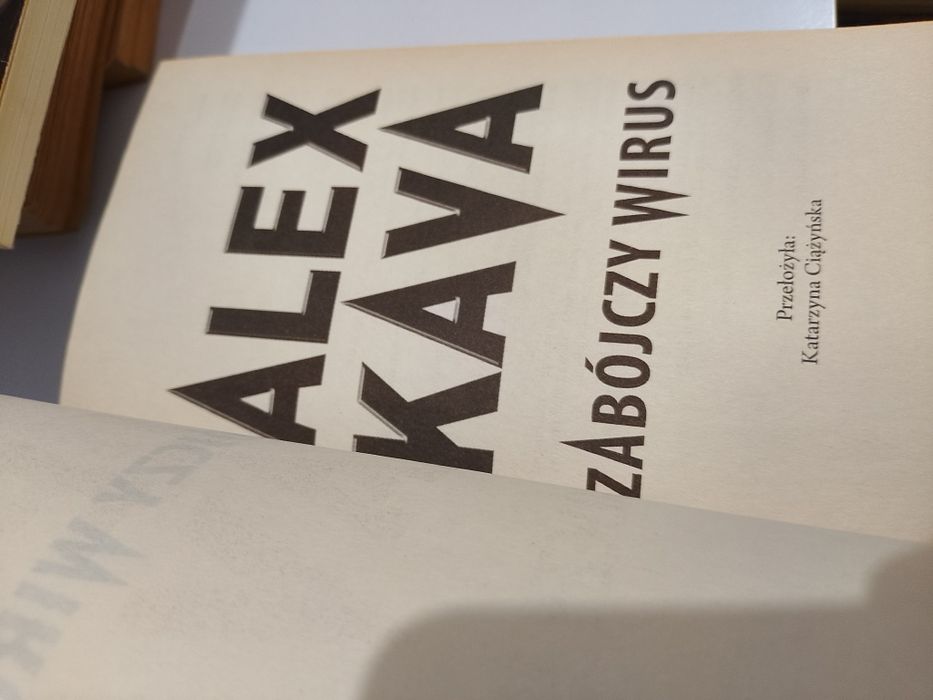 ALEX
KAVA
ZABÓJCZY WIRUS
Przełożyła:
Katarzyna Ciążyńska